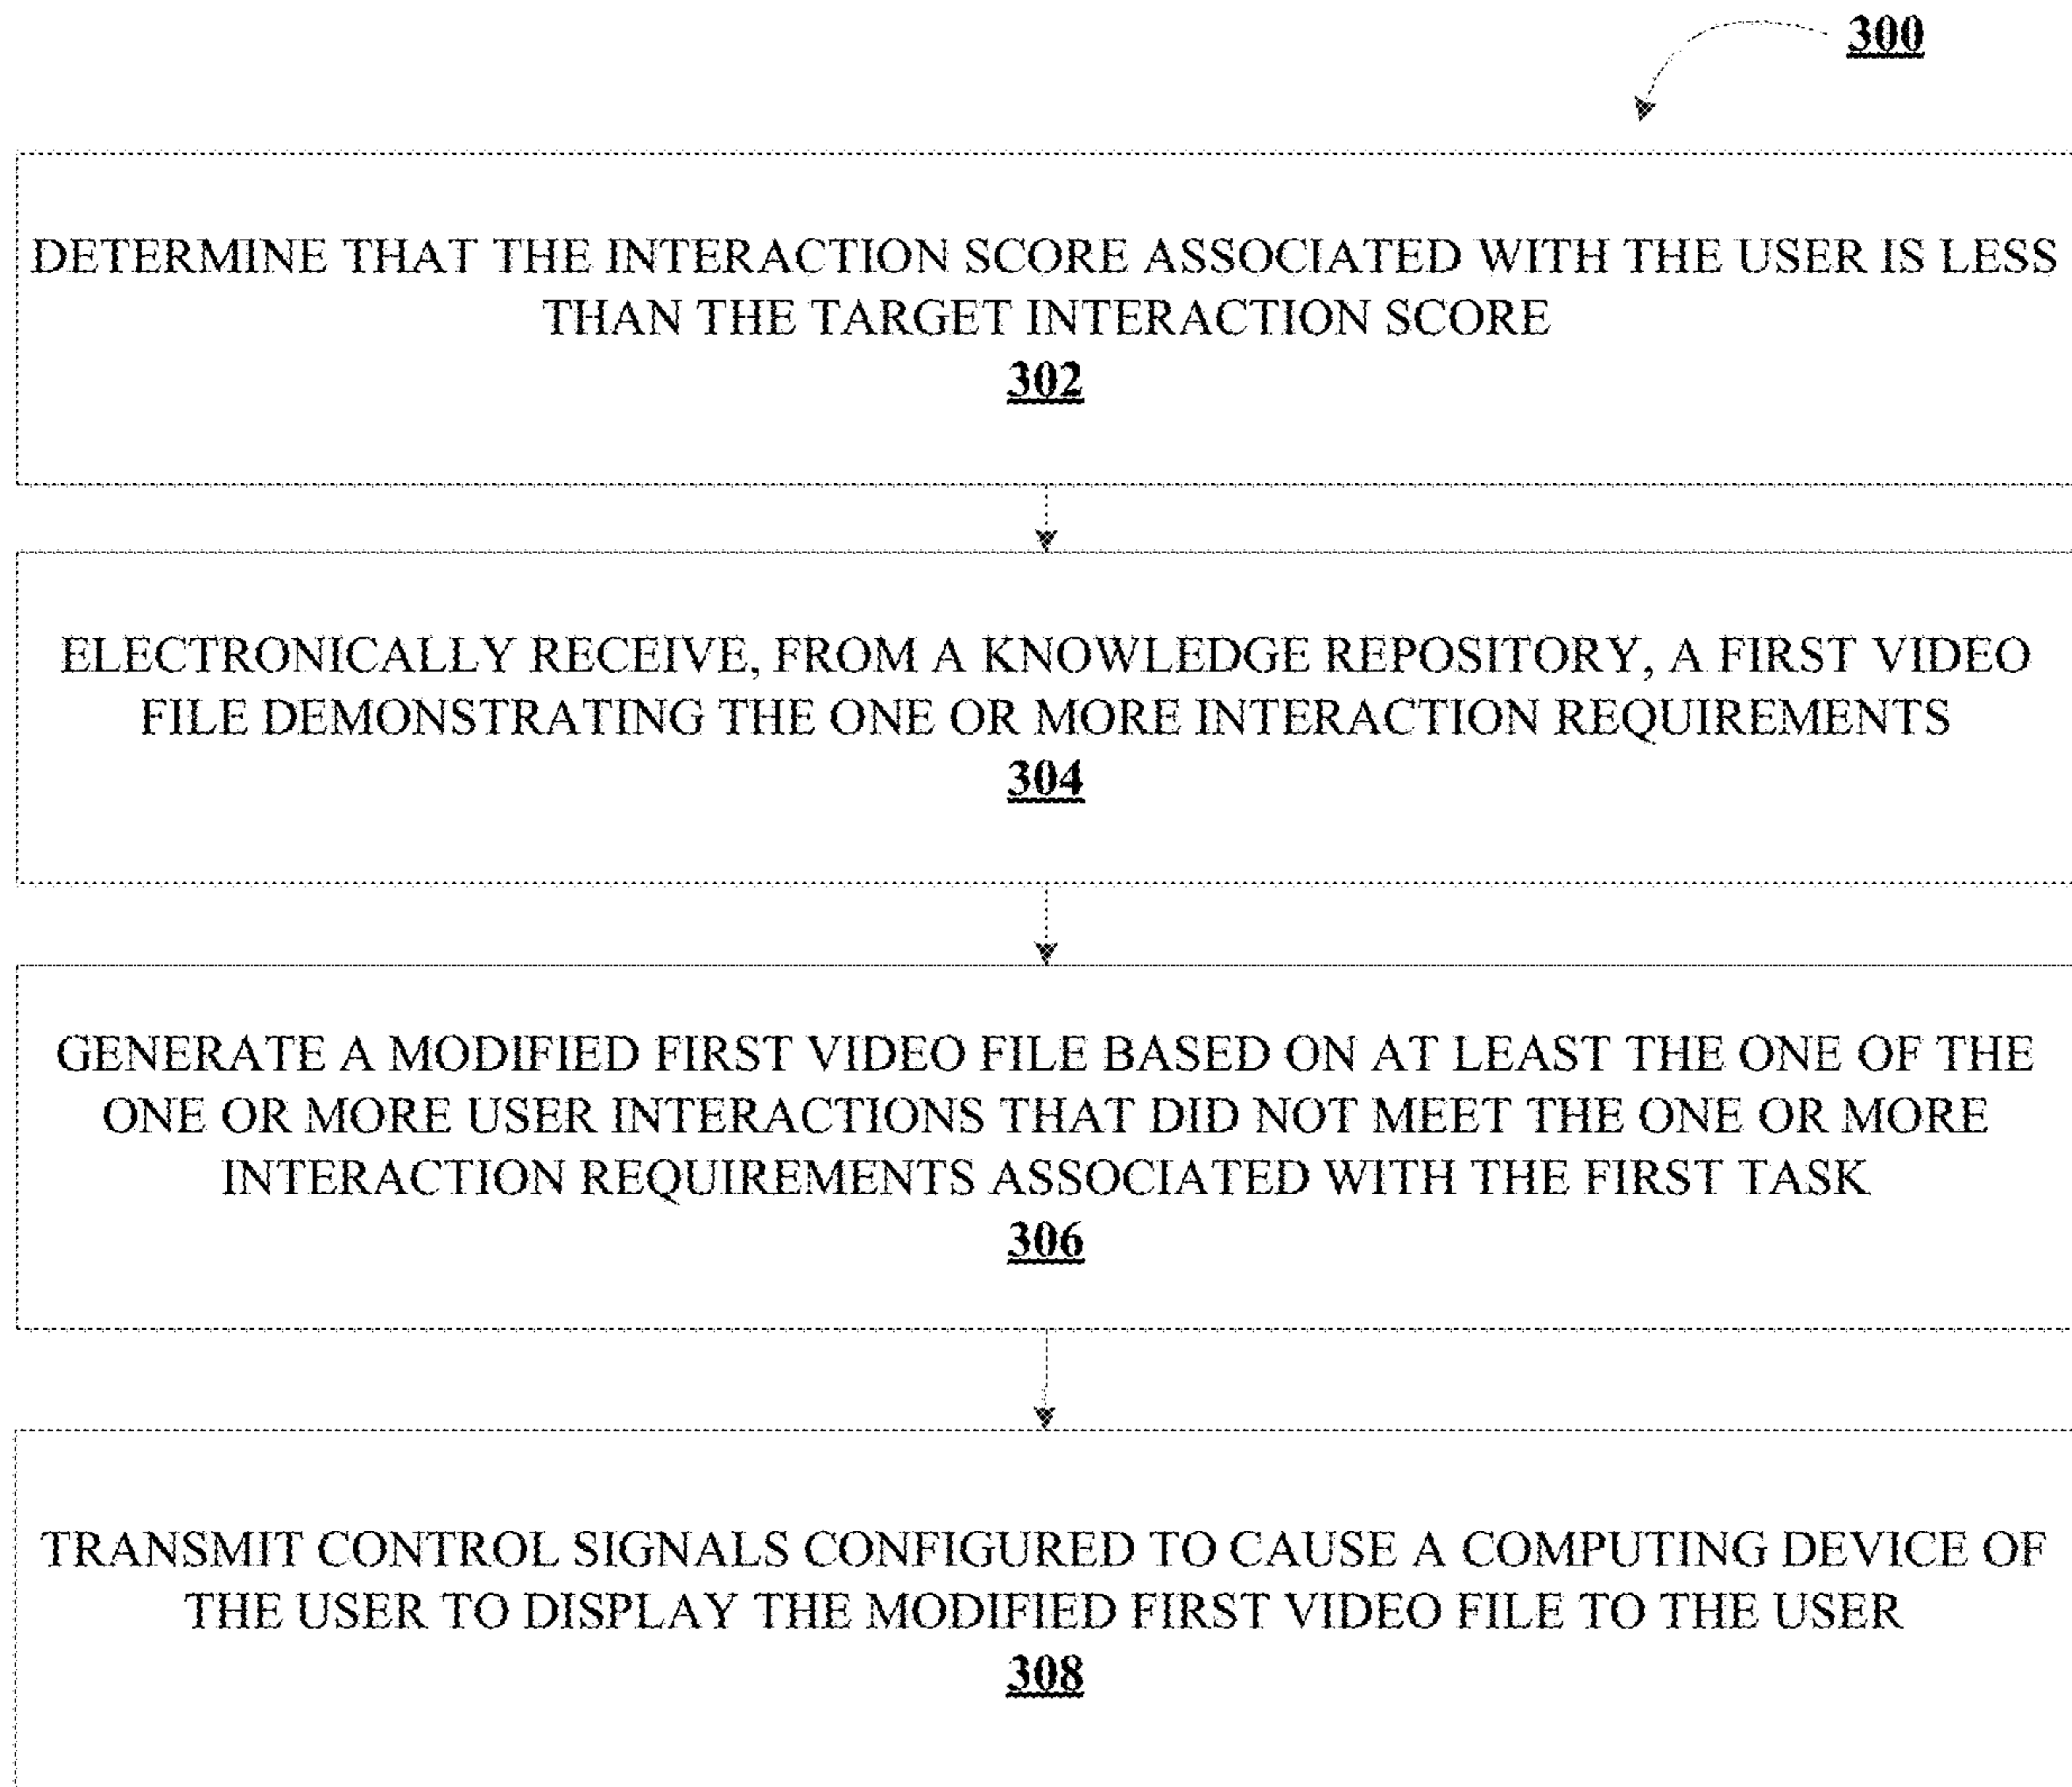 300
DETERMINE THAT THE INTERACTION SCORE ASSOCIATED WITH THE USER IS LESS
THAN THE TARGET INTERACTION SCORE
302
ELECTRONICALLY RECEIVE, FROM A KNOWLEDGE REPOSITORY, A FIRST VIDEO
FILE DEMONSTRATING THE ONE OR MORE INTERACTION REQUIREMENTS
304
GENERATE A MODIFIED FIRST VIDEO FILE BASED ON AT LEAST THE ONE OF THE
ONE OR MORE USER INTERACTIONS THAT DID NOT MEET THE ONE OR MORE
INTERACTION REQUIREMENTS ASSOCIATED WITH THE FIRST TASK
306
TRANSMIT CONTROL SIGNALS CONFIGURED TO CAUSE A COMPUTING DEVICE OF
THE USER TO DISPLAY THE MODIFIED FIRST VIDEO FILE TO THE USER
308